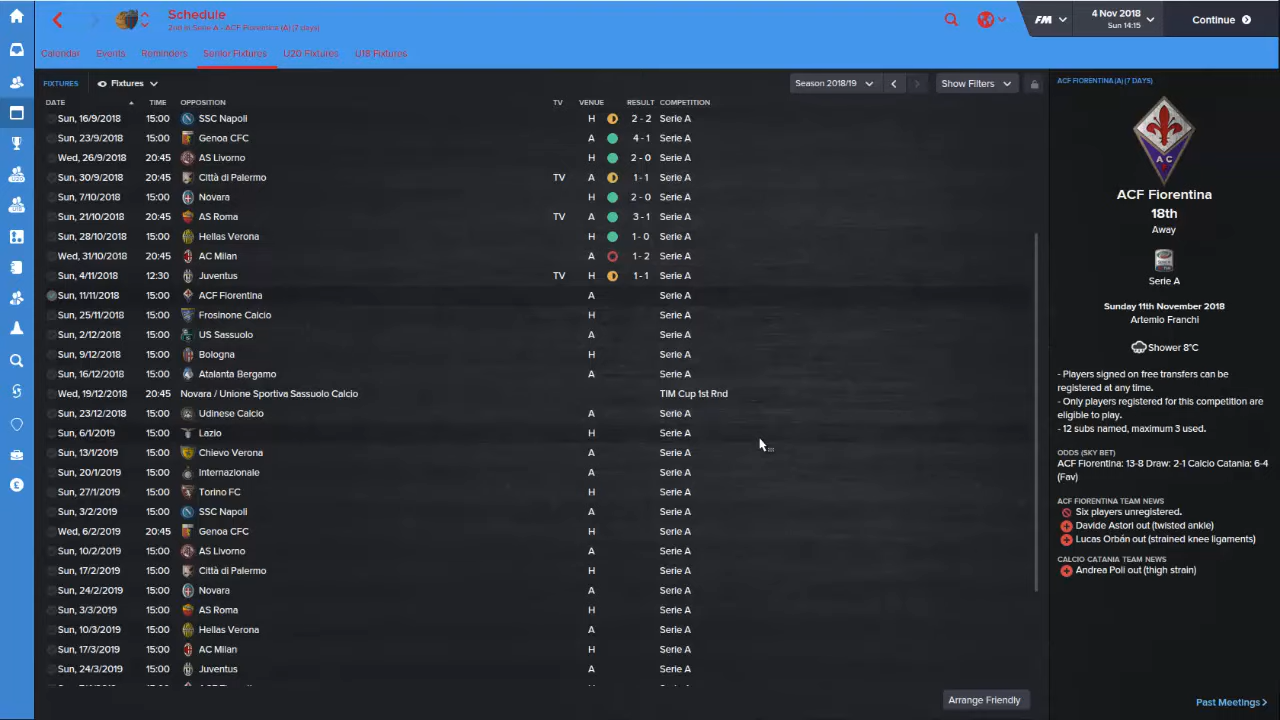 Schedule
2nd in Serie A - ACF Fiorentina (A) (7 days)
FM
4 Nov 2018
Sun 14:15
Continue
Calendar Events Reminders Senior Fixtures U20 Fixtures U18 Fixtures
FIXTURES Fixtures Season 2018/19 Show Filters
DATE TIME OPPOSITION TV VENUE RESULT COMPETITION
Sun, 16/9/2018 15:00 SSC Napoli H 2 - 2 Serie A
Sun, 23/9/2018 15:00 Genoa CFC A 4 - 1 Serie A
Wed, 26/9/2018 20:45 AS Livorno H 2 - 0 Serie A
Sun, 30/9/2018 20:45 Città di Palermo TV A 1 - 1 Serie A
Sun, 7/10/2018 15:00 Novara H 2 - 0 Serie A
Sun, 21/10/2018 20:45 AS Roma TV A 3 - 1 Serie A
Sun, 28/10/2018 15:00 Hellas Verona H 1 - 0 Serie A
Wed, 31/10/2018 20:45 AC Milan A 1 - 2 Serie A
Sun, 4/11/2018 12:30 Juventus TV H 1 - 1 Serie A
Sun, 11/11/2018 15:00 ACF Fiorentina A Serie A
Sun, 25/11/2018 15:00 Frosinone Calcio H Serie A
Sun, 2/12/2018 15:00 US Sassuolo A Serie A
Sun, 9/12/2018 15:00 Bologna H Serie A
Sun, 16/12/2018 15:00 Atalanta Bergamo A Serie A
Wed, 19/12/2018 20:45 Novara / Unione Sportiva Sassuolo Calcio TIM Cup 1st Rnd
Sun, 23/12/2018 15:00 Udinese Calcio A Serie A
Sun, 6/1/2019 15:00 Lazio H Serie A
Sun, 13/1/2019 15:00 Chievo Verona A Serie A
Sun, 20/1/2019 15:00 Internazionale A Serie A
Sun, 27/1/2019 15:00 Torino FC H Serie A
Sun, 3/2/2019 15:00 SSC Napoli A Serie A
Wed, 6/2/2019 20:45 Genoa CFC H Serie A
Sun, 10/2/2019 15:00 AS Livorno A Serie A
Sun, 17/2/2019 15:00 Città di Palermo H Serie A
Sun, 24/2/2019 15:00 Novara A Serie A
Sun, 3/3/2019 15:00 AS Roma H Serie A
Sun, 10/3/2019 15:00 Hellas Verona A Serie A
Sun, 17/3/2019 15:00 AC Milan H Serie A
Sun, 24/3/2019 15:00 Juventus A Serie A
Arrange Friendly
ACF FIORENTINA (A) (7 DAYS)
ACF Fiorentina
18th
Away
Serie A
Sunday 11th November 2018
Artemio Franchi
Shower 8°C
- Players signed on free transfers can be
registered at any time.
- Only players registered for this competition are
eligible to play.
- 12 subs named, maximum 3 used.
ODDS (SKY BET)
ACF Fiorentina: 13-8 Draw: 2-1 Calcio Catania: 6-4
(Fav)
ACF FIORENTINA TEAM NEWS
Six players unregistered.
Davide Astori out (twisted ankle)
Lucas Orbán out (strained knee ligaments)
CALCIO CATANIA TEAM NEWS
Andrea Poli out (thigh strain)
Past Meetings >